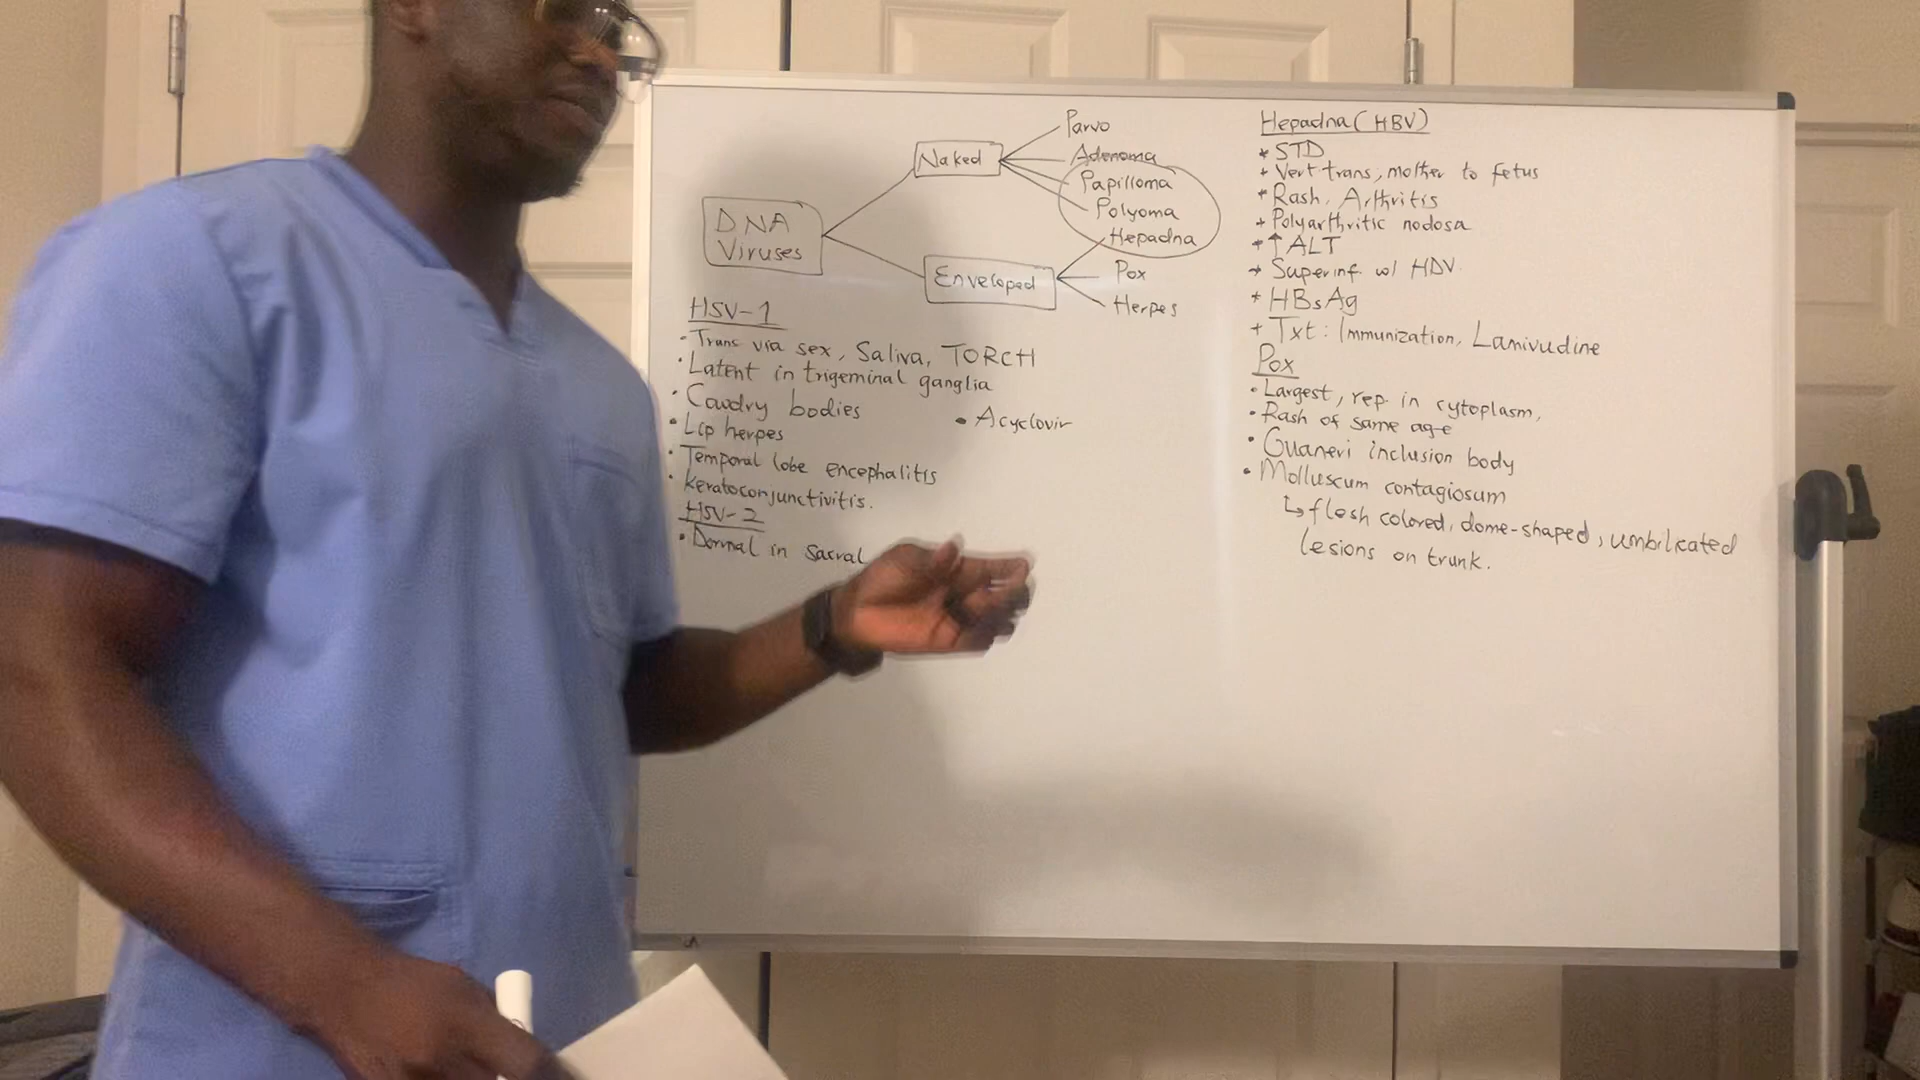 DNA
Viruses
Naked
Parvo
Adenoma
Papilloma
Polyoma
Enveloped
Hepadna
Pox
Herpes
HSV-1
Trans via sex, Saliva, TORCH
Latent in trigeminal ganglia
Cowdry bodies
Lip herpes
Temporal lobe encephalitis
keratoconjunctivitis.
Acyclovir
HSV-2
Dormal in sacral
Hepadna (HBV)
* STD
+ Vert trans, mother to fetus
* Rash, Arthritis
+ Polyarthritic nodosa
* ↑ ALT
* Superinf. w/ HDV
* HBsAg
+ Txt: Immunization, Lamivudine
Pox
Largest, rep. in cytoplasm,
Rash of same age
Guaneri inclusion body
Molluscum contagiosum
↳ flesh colored, dome-shaped, umbilicated
lesions on trunk.